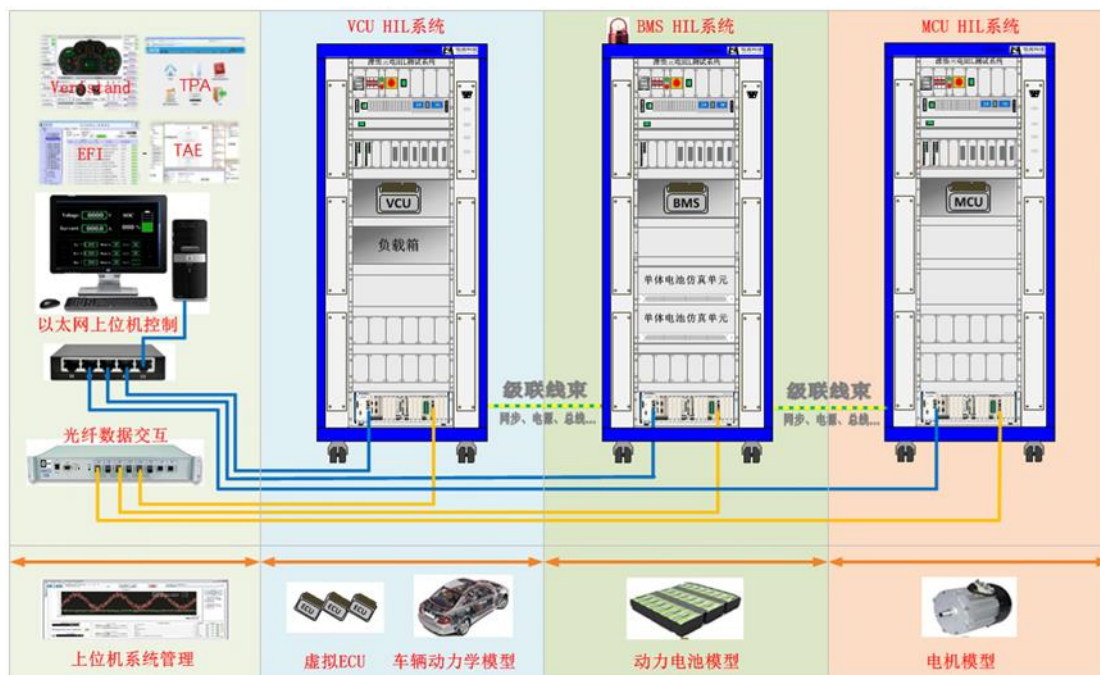 VCU HIL系统
BMS HIL系统
MCU HIL系统
Veristand
TPA
EFI
TAE
VCU
BMS
MCU
负载箱
单体电池仿真单元
单体电池仿真单元
以太网上位机控制
光纤数据交互
级联线束
同步、电源、总线...
级联线束
同步、电源、总线...
ECU
ECU
ECU
上位机系统管理
虚拟ECU
车辆动力学模型
动力电池模型
电机模型